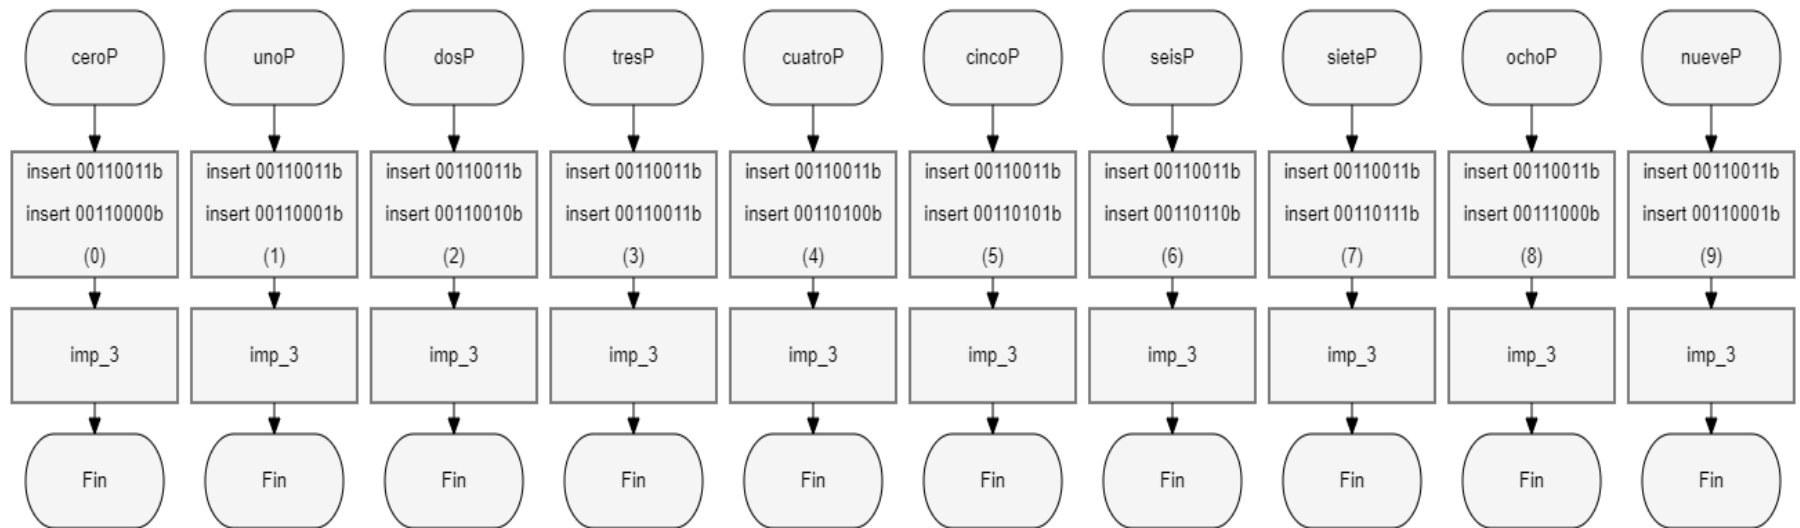 ceroP
insert 00110011b
insert 00110000b
(0)
imp_3
Fin
unoP
insert 00110011b
insert 00110001b
(1)
imp_3
Fin
dosP
insert 00110011b
insert 00110010b
(2)
imp_3
Fin
tresP
insert 00110011b
insert 00110011b
(3)
imp_3
Fin
cuatroP
insert 00110011b
insert 00110100b
(4)
imp_3
Fin
cincoP
insert 00110011b
insert 00110101b
(5)
imp_3
Fin
seisP
insert 00110011b
insert 00110110b
(6)
imp_3
Fin
sieteP
insert 00110011b
insert 00110111b
(7)
imp_3
Fin
ochoP
insert 00110011b
insert 00111000b
(8)
imp_3
Fin
nueveP
insert 00110011b
insert 00110001b
(9)
imp_3
Fin